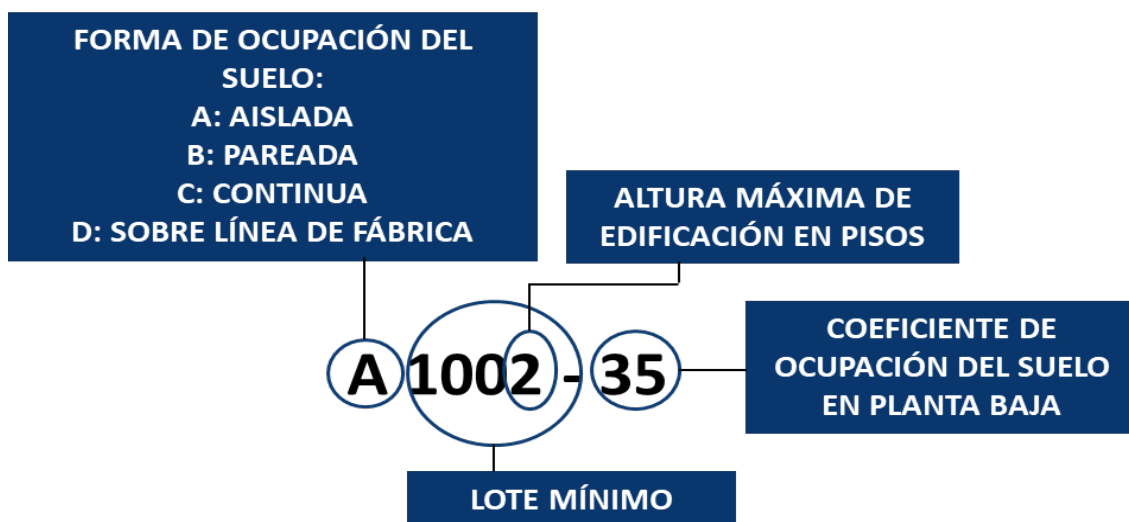 FORMA DE OCUPACIÓN DEL
SUELO:
A: AISLADA
B: PAREADA
C: CONTINUA
D: SOBRE LÍNEA DE FÁBRICA
ALTURA MÁXIMA DE
EDIFICACIÓN EN PISOS
A 1002 - 35
COEFICIENTE DE
OCUPACIÓN DEL SUELO
EN PLANTA BAJA
LOTE MÍNIMO